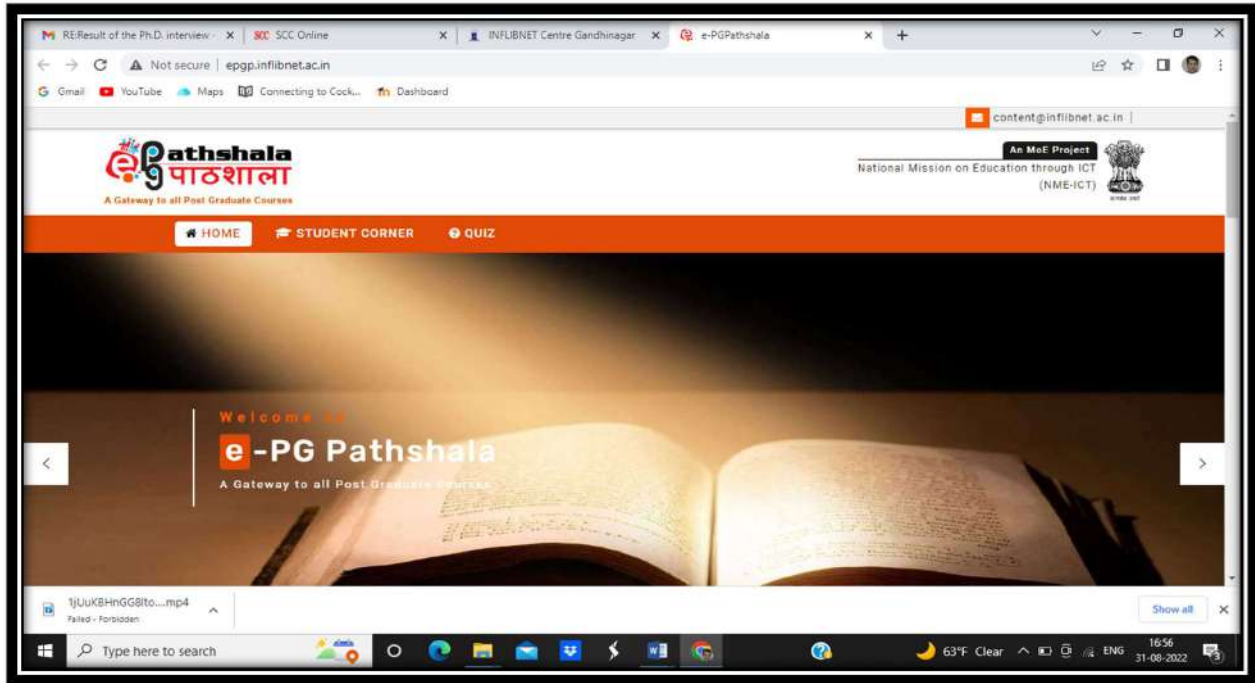 RE:Result of the Ph.D. interview - SCC SCC Online INFLIBNET Centre Gandhinagar e-PGPathshala
Not secure | epgp.inflibnet.ac.in
Gmail YouTube Maps Connecting to Cock... Dashboard
content@inflibnet.ac.in |
An MoE Project
National Mission on Education through ICT
(NME-ICT)
ePG Pathshala
पाठशाला
A Gateway to all Post Graduate Courses
HOME STUDENT CORNER QUIZ
Welcome to
e-PG Pathshala
A Gateway to all Post Graduate Courses
1jUuKBHnGG8Ito....mp4
Failed - Forbidden
Show all
Type here to search
63°F Clear ENG
16:56
31-08-2022
3